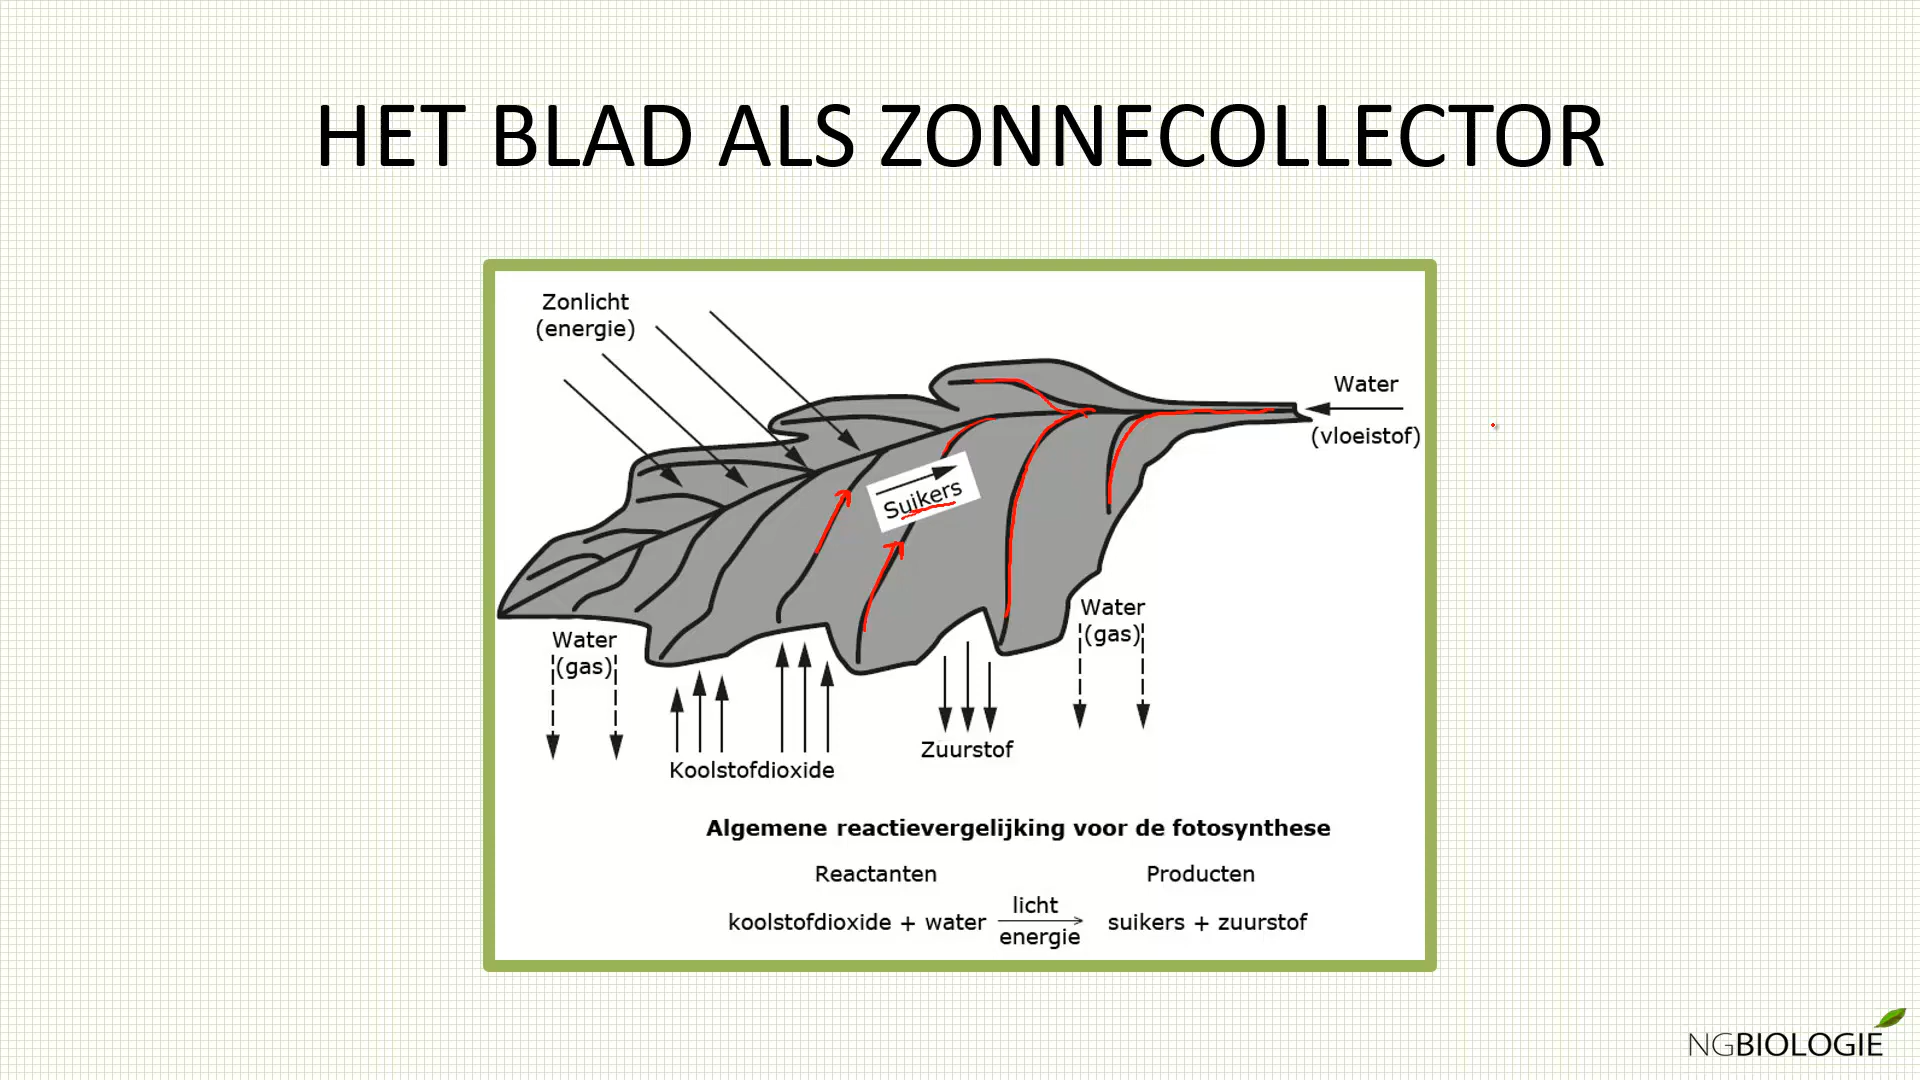 HET BLAD ALS ZONNECOLLECTOR
Zonlicht
(energie)
Water
(vloeistof)
Suikers
Water
(gas)
Water
(gas)
Koolstofdioxide
Zuurstof
Algemene reactievergelijking voor de fotosynthese
Reactanten
Producten
koolstofdioxide + water licht energie suikers + zuurstof
NGBIOLOGIE